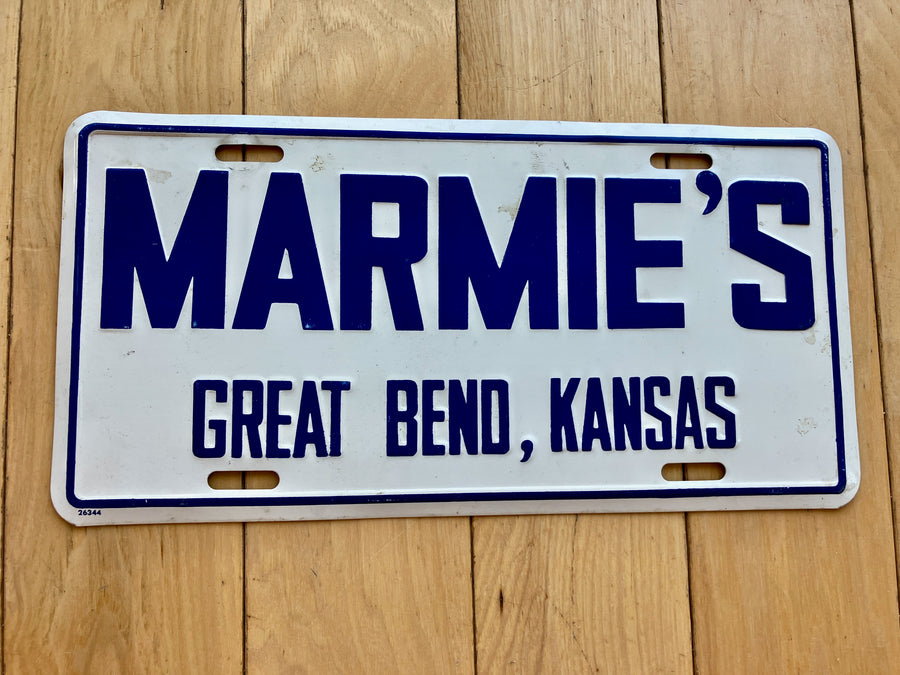 MARMIE'S
GREAT BEND, KANSAS
26344